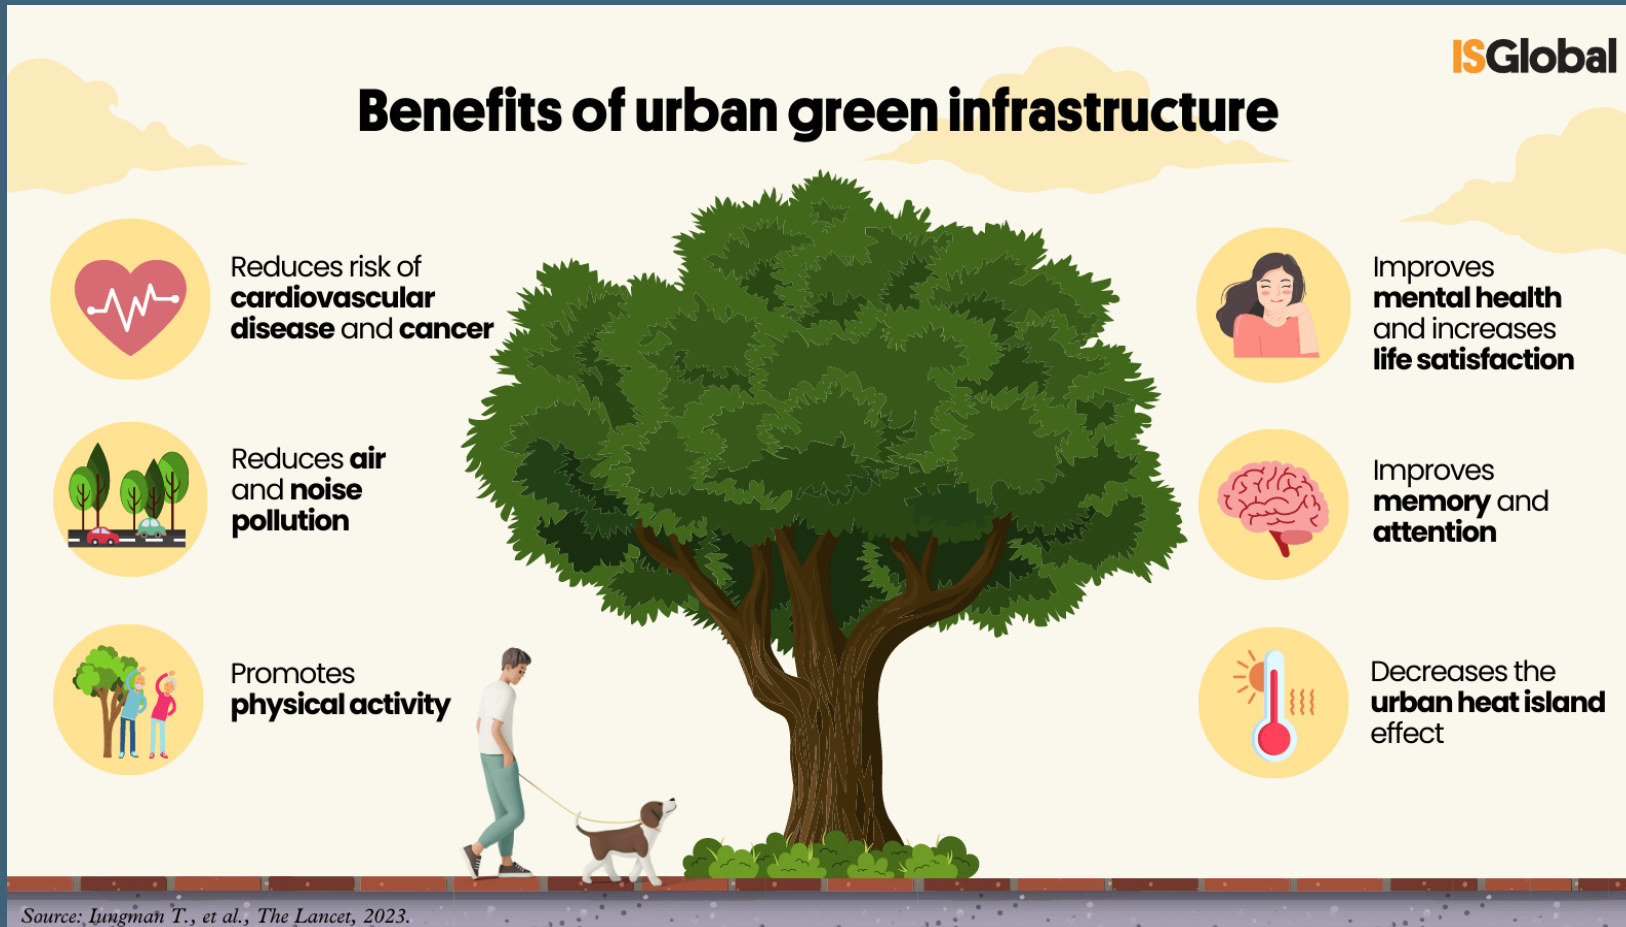 ISGlobal
Benefits of urban green infrastructure
Reduces risk of
cardiovascular
disease and cancer
Reduces air
and noise
pollution
Promotes
physical activity
Improves
mental health
and increases
life satisfaction
Improves
memory and
attention
Decreases the
urban heat island
effect
Source: Iungman T., et al., The Lancet, 2023.